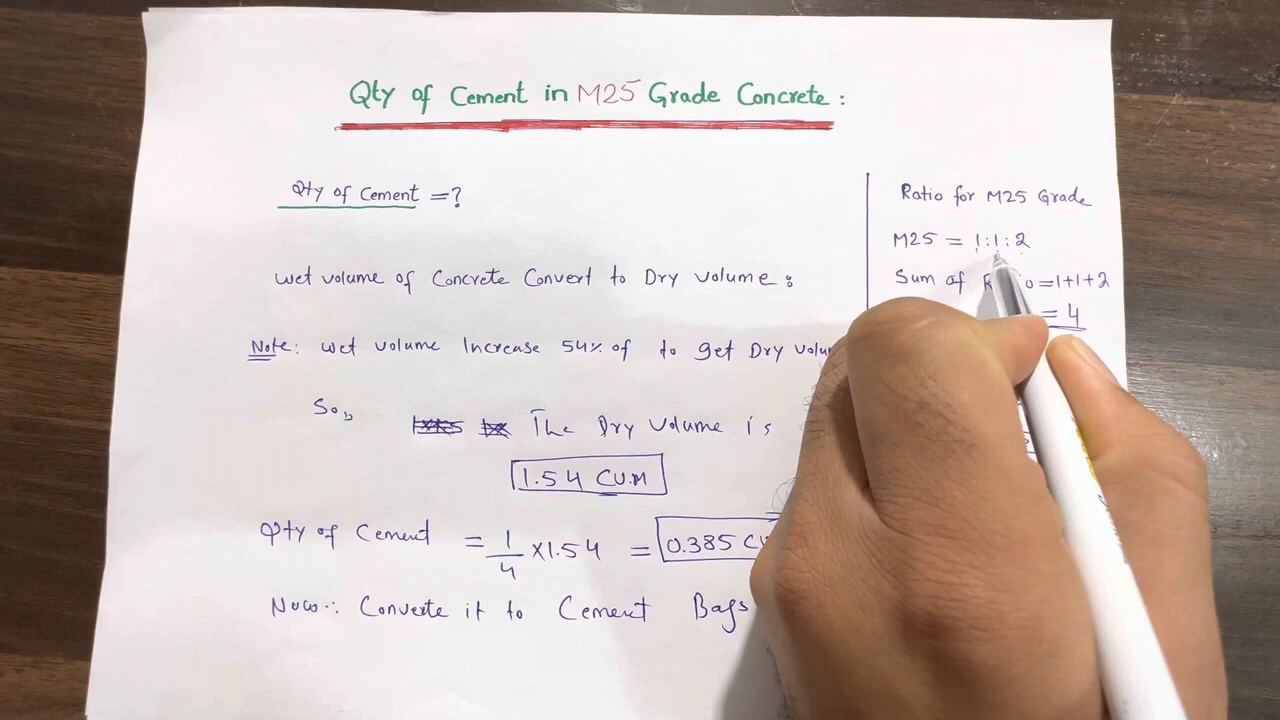 Qty of Cement in M25 Grade Concrete :
Qty of Cement = ?
Wet volume of Concrete Convert to Dry volume :
Note : Wet volume Increase 54% of to get Dry
So,
The Dry Volume is
1.54 CU.M
Qty of Cement = 1/4 x 1.54 = 0.385
Now : Converte it to Cement Bags
Ratio for M25 Grade
M25 = 1:1:2
Sum of = 1+1+2
= 4